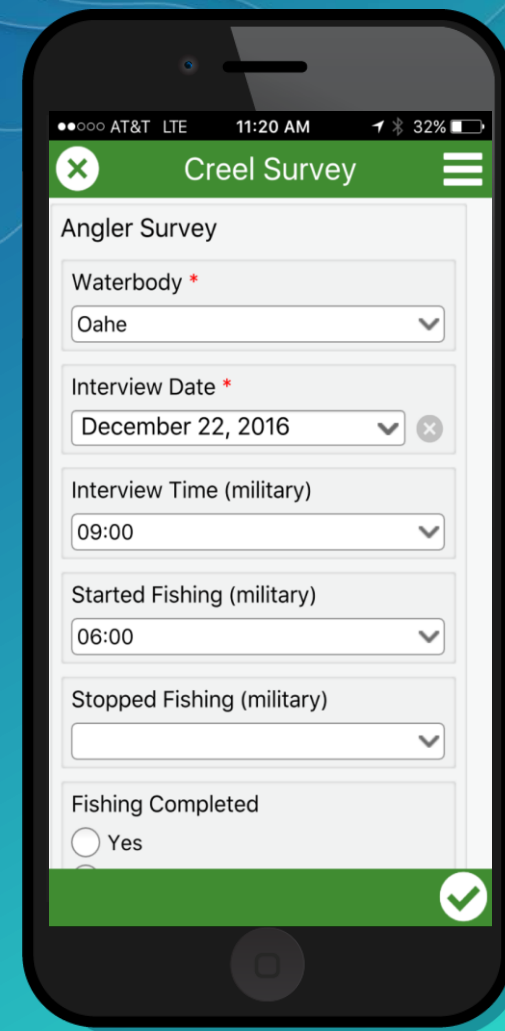 AT&T LTE 11:20 AM 32%
Creel Survey
Angler Survey
Waterbody *
Oahe
Interview Date *
December 22, 2016
Interview Time (military)
09:00
Started Fishing (military)
06:00
Stopped Fishing (military)
Fishing Completed
Yes